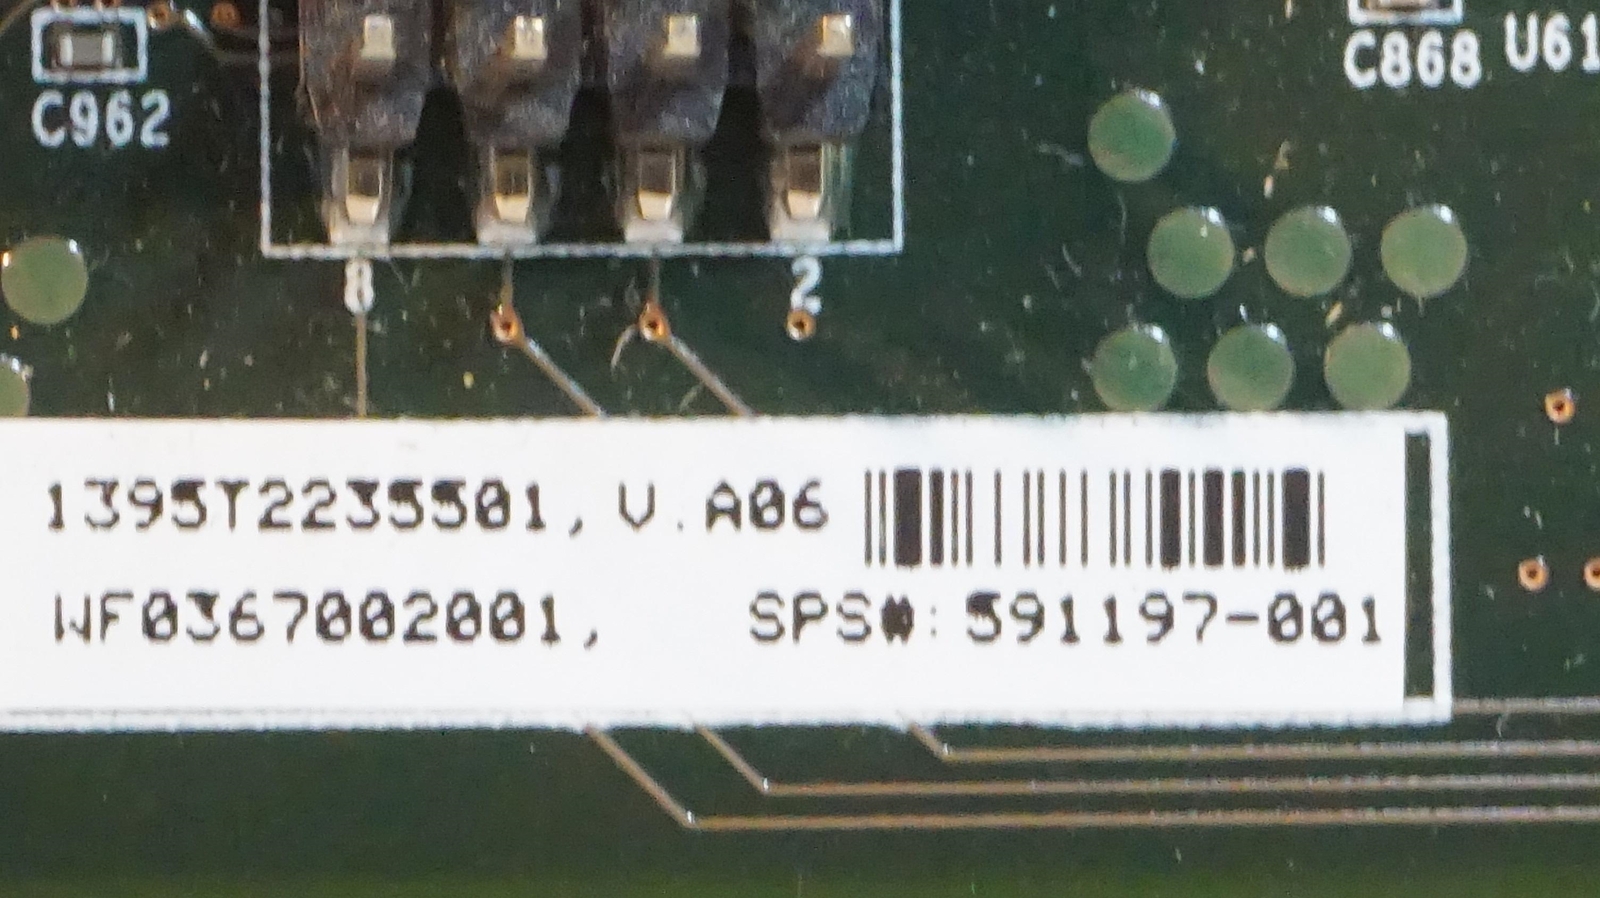 C962
C868 U61
8 2
1395T2235501, V.A06
WF0367002001, SPS#: 591197-001